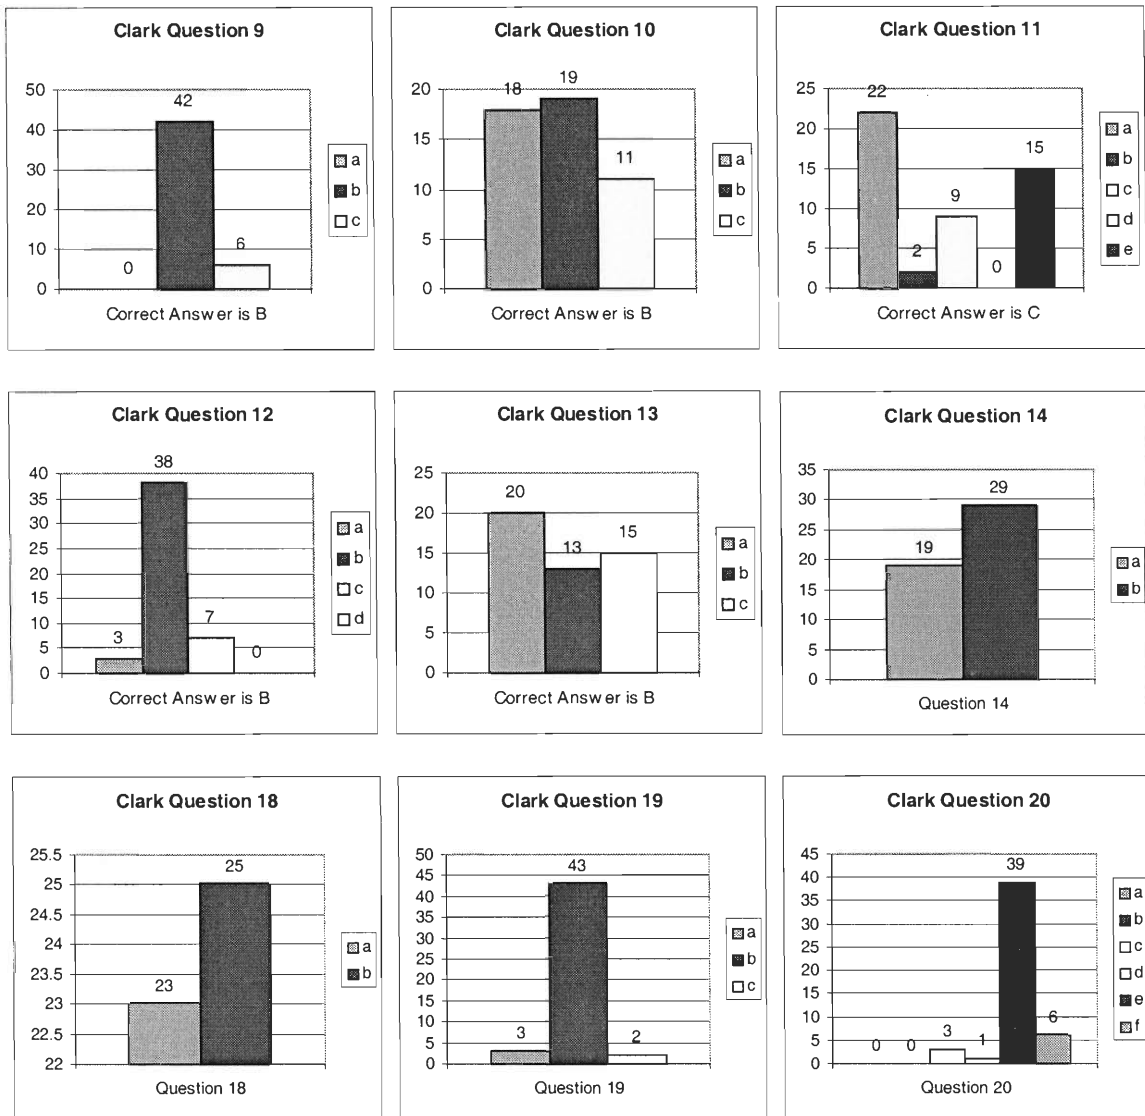 Clark Question 9
50
40
30
20
10
0
0
42
6
a
b
c
Correct Answer is B
Clark Question 10
20
15
10
5
0
18
19
11
a
b
c
Correct Answer is B
Clark Question 11
25
20
15
10
5
0
22
2
9
0
15
a
b
c
d
e
Correct Answer is C
Clark Question 12
40
35
30
25
20
15
10
5
0
3
38
7
0
a
b
c
d
Correct Answer is B
Clark Question 13
25
20
15
10
5
0
20
13
15
a
b
c
Correct Answer is B
Clark Question 14
35
30
25
20
15
10
5
0
19
29
a
b
Question 14
Clark Question 18
25.5
25
24.5
24
23.5
23
22.5
22
23
25
a
b
Question 18
Clark Question 19
50
45
40
35
30
25
20
15
10
5
0
3
43
2
a
b
c
Question 19
Clark Question 20
45
40
35
30
25
20
15
10
5
0
0
0
3
1
39
6
a
b
c
d
e
f
Question 20